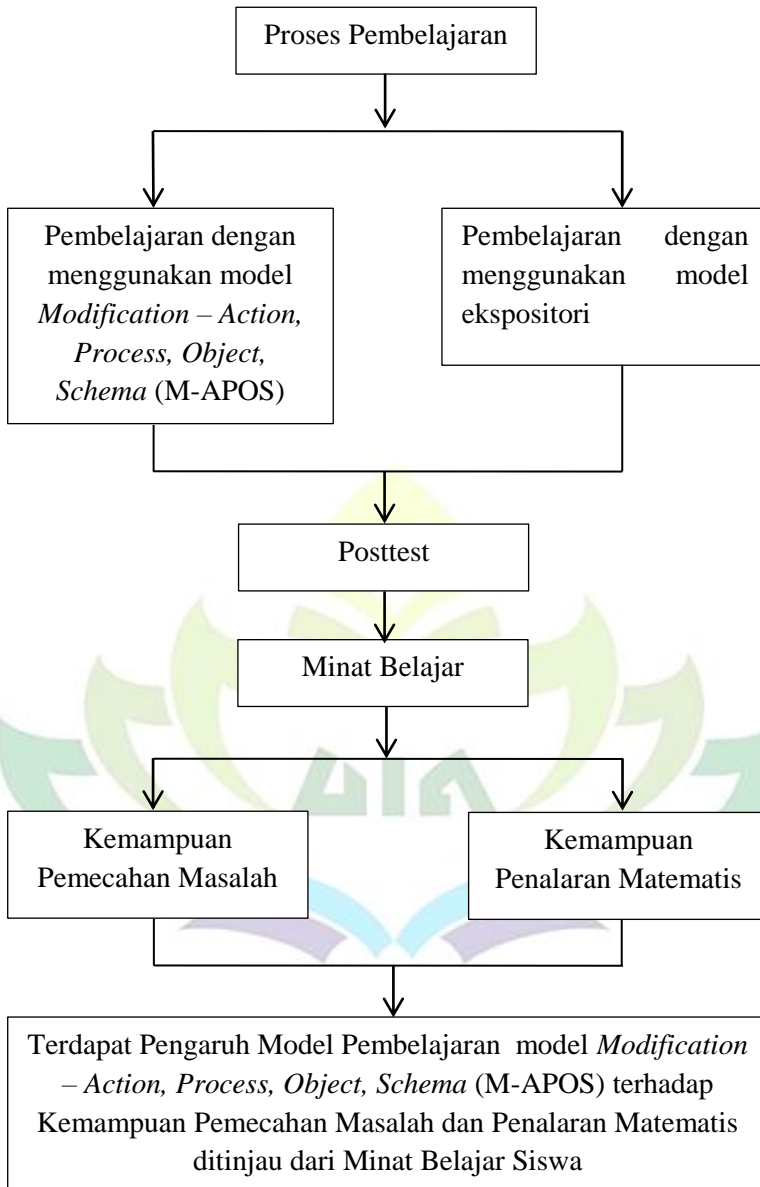 Proses Pembelajaran
Pembelajaran dengan
menggunakan model
Modification – Action,
Process, Object,
Schema (M-APOS)
Pembelajaran dengan
menggunakan model
ekspositori
Posttest
Minat Belajar
Kemampuan
Pemecahan Masalah
Kemampuan
Penalaran Matematis
Terdapat Pengaruh Model Pembelajaran model Modification
– Action, Process, Object, Schema (M-APOS) terhadap
Kemampuan Pemecahan Masalah dan Penalaran Matematis
ditinjau dari Minat Belajar Siswa